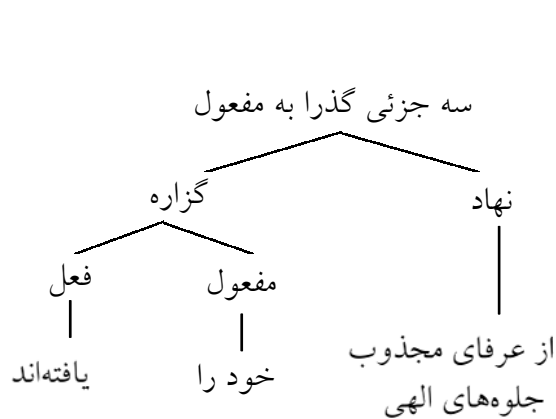 سه جزئی گذرا به مفعول
نهاد
گزاره
مفعول
فعل
از عرفای مجذوب
جلوه‌های الهی
خود را
یافته‌اند